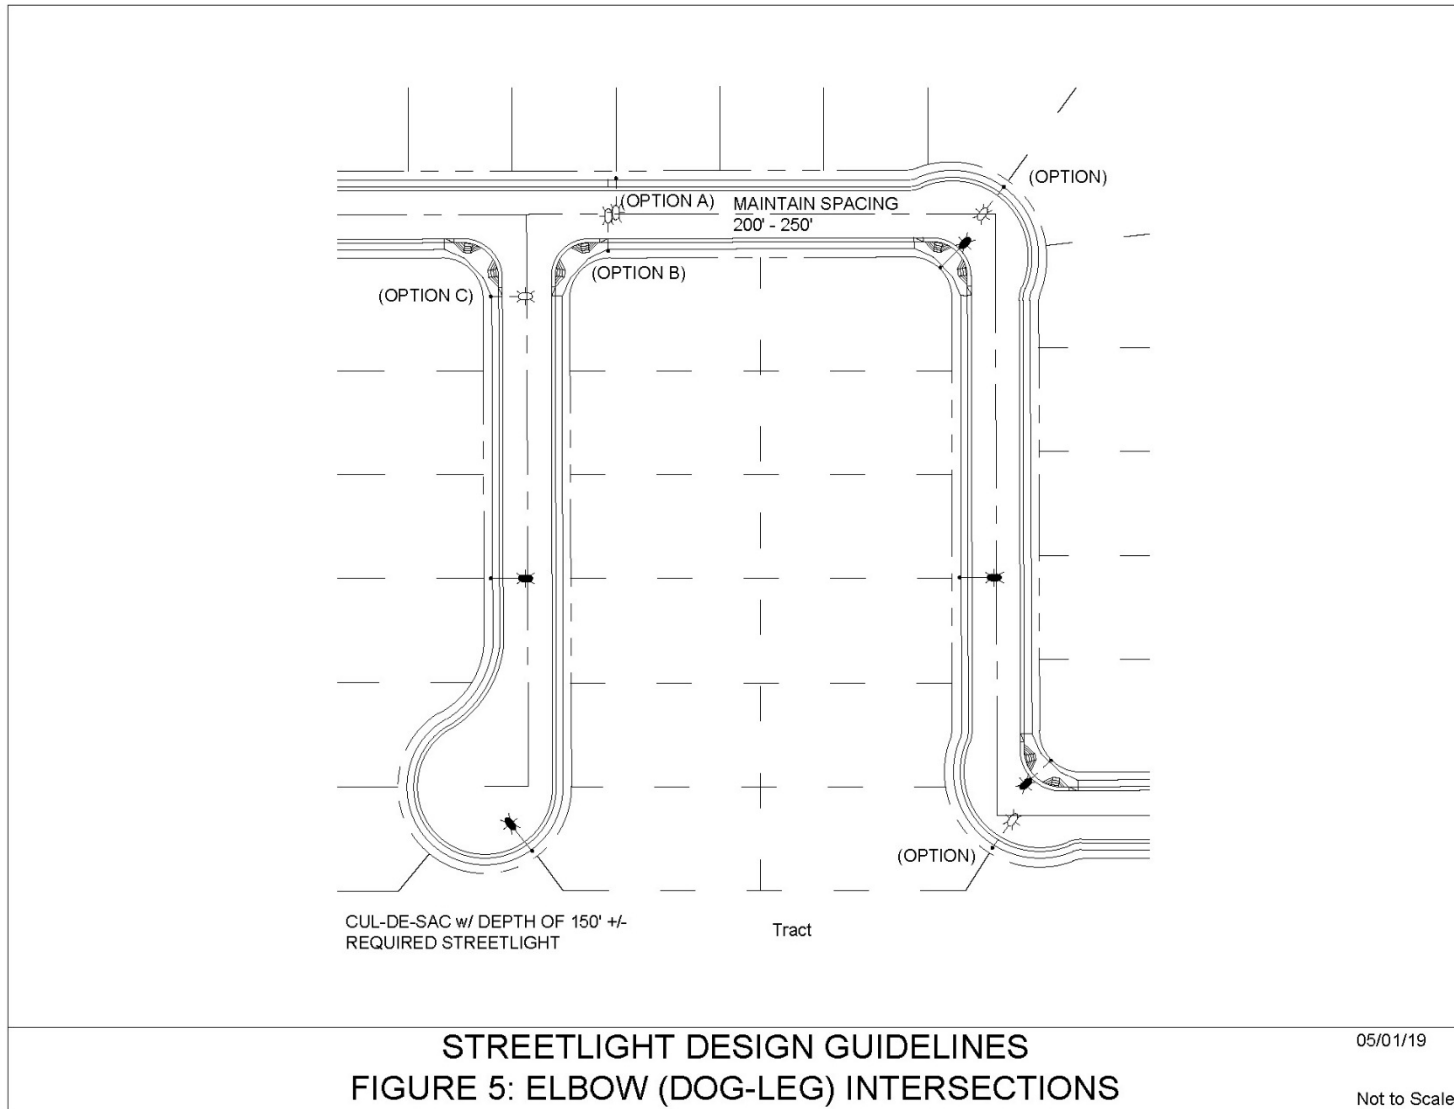 (OPTION)
(OPTION A)
MAINTAIN SPACING
200' - 250'
(OPTION B)
(OPTION C)
(OPTION)
CUL-DE-SAC w/ DEPTH OF 150' +/-
REQUIRED STREETLIGHT
Tract
STREETLIGHT DESIGN GUIDELINES
FIGURE 5: ELBOW (DOG-LEG) INTERSECTIONS
05/01/19
Not to Scale